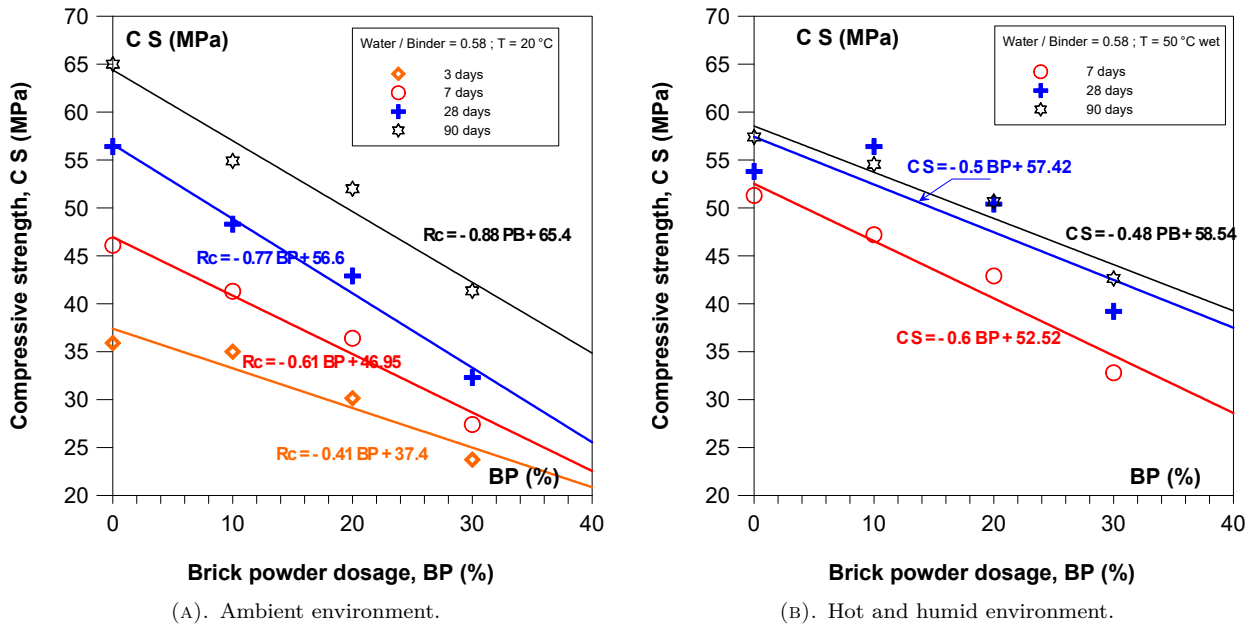 C S (MPa)
Water / Binder = 0.58 ; T = 20 °C
3 days
7 days
28 days
90 days
Compressive strength, C S (MPa)
65
60
55
50
45
40
35
30
25
20
Rc = - 0.88 PB + 65.4
Rc = - 0.77 BP + 56.6
Rc = - 0.61 BP + 46.95
Rc = - 0.41 BP + 37.4
BP (%)
0 10 20 30 40
Brick powder dosage, BP (%)
(A). Ambient environment.
C S (MPa)
Water / Binder = 0.58 ; T = 50 °C wet
7 days
28 days
90 days
Compressive strength, C S (MPa)
65
60
55
50
45
40
35
30
25
20
C S = - 0.5 BP + 57.42
C S = - 0.48 PB + 58.54
C S = - 0.6 BP + 52.52
BP (%)
0 10 20 30 40
Brick powder dosage, BP (%)
(B). Hot and humid environment.